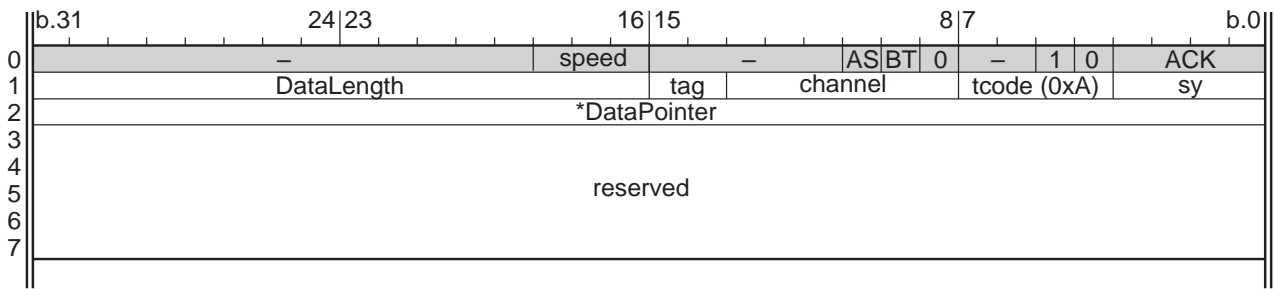 b.31 24 23 16 15 8 7 b.0
0 – speed – AS BT 0 – 1 0 ACK
1 DataLength tag channel tcode (0xA) sy
2 *DataPointer
3
4
5 reserved
6
7